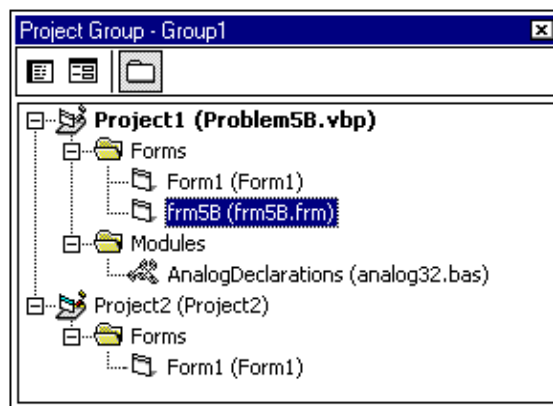 Project Group - Group1
Project1 (Problem5B.vbp)
Forms
Form1 (Form1)
frm5B (frm5B.frm)
Modules
AnalogDeclarations (analog32.bas)
Project2 (Project2)
Forms
Form1 (Form1)